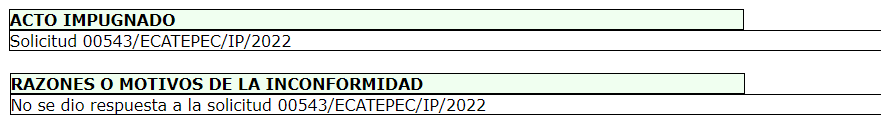 ACTO IMPUGNADO
Solicitud 00543/ECATEPEC/IP/2022
RAZONES O MOTIVOS DE LA INCONFORMIDAD
No se dio respuesta a la solicitud 00543/ECATEPEC/IP/2022